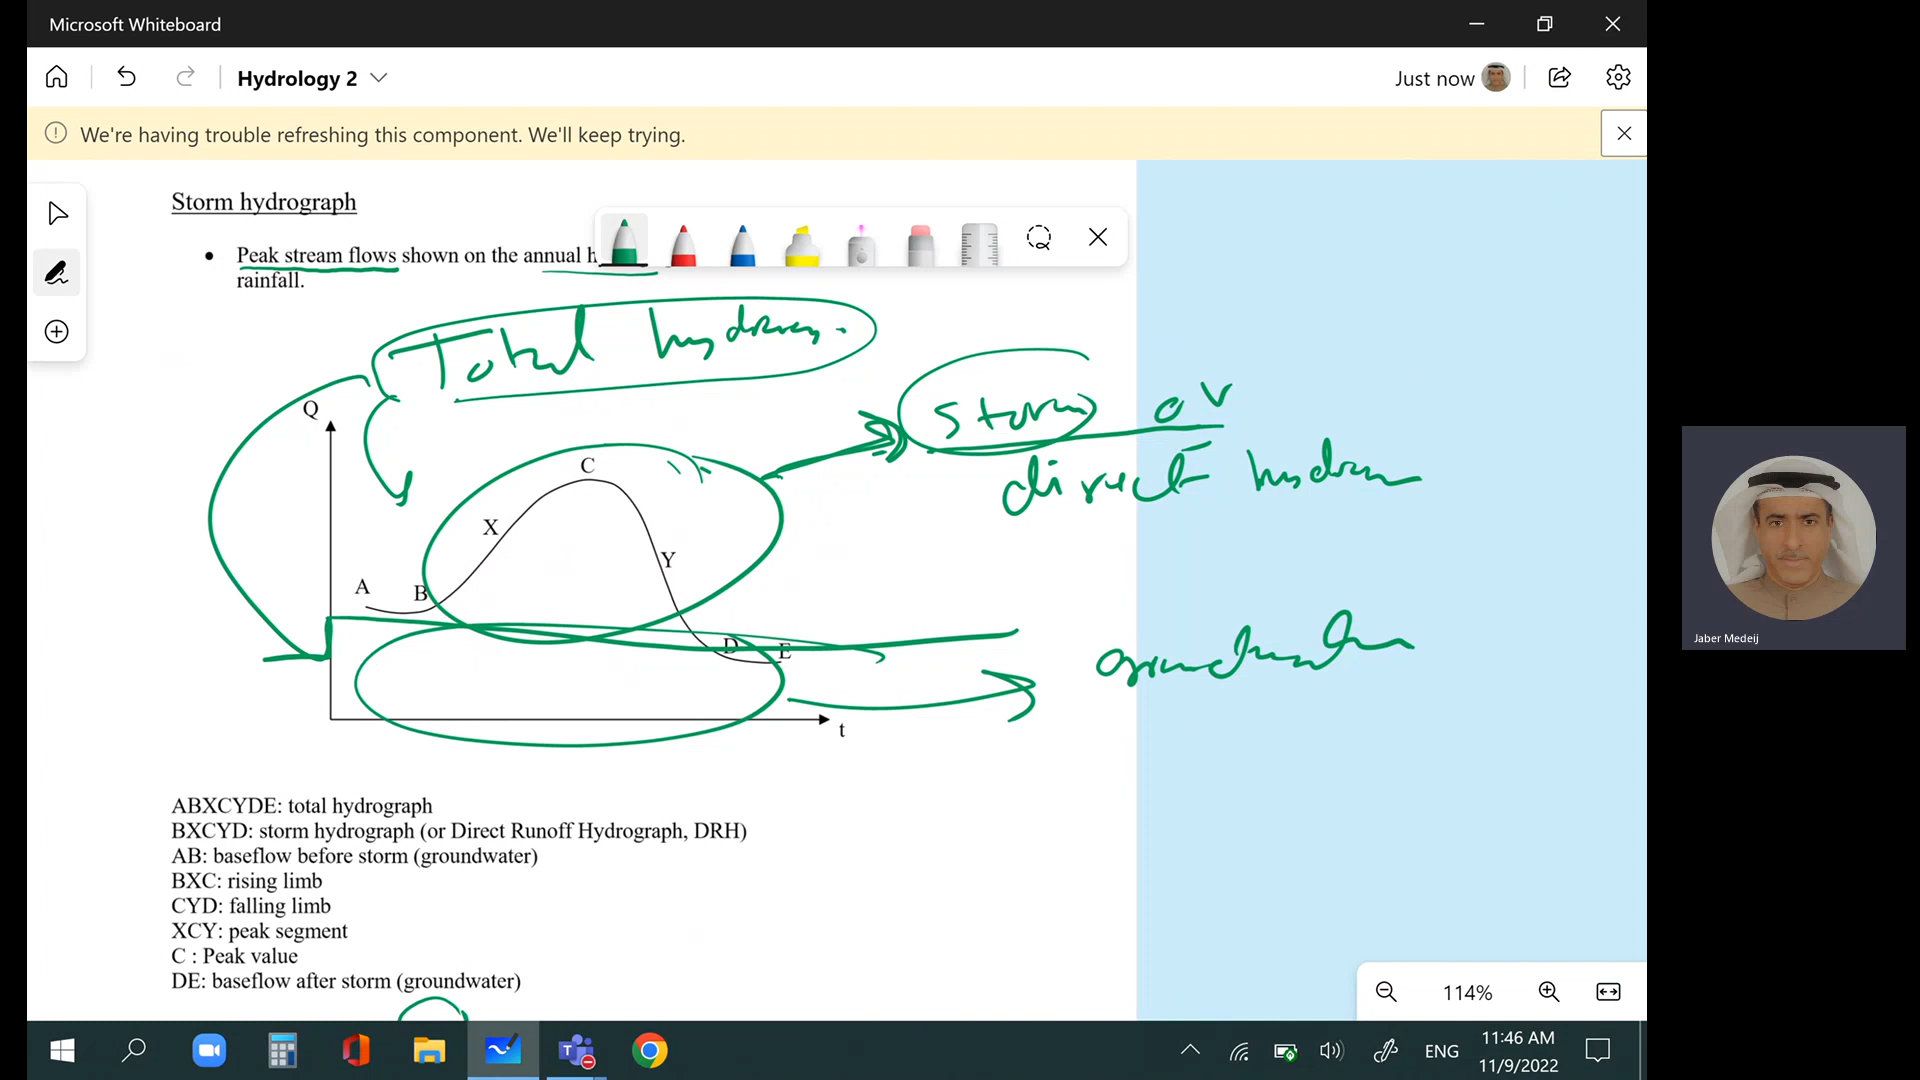 Microsoft Whiteboard
Hydrology 2
Just now
We're having trouble refreshing this component. We'll keep trying.
Storm hydrograph
• Peak stream flows shown on the annual h
rainfall.
Total
Q
storm or
direct
C
X
Y
A
B
D
E
t
Jaber Medeij
ABXCYDE: total hydrograph
BXCYD: storm hydrograph (or Direct Runoff Hydrograph, DRH)
AB: baseflow before storm (groundwater)
BXC: rising limb
CYD: falling limb
XCY: peak segment
C : Peak value
DE: baseflow after storm (groundwater)
114%
ENG
11:46 AM
11/9/2022